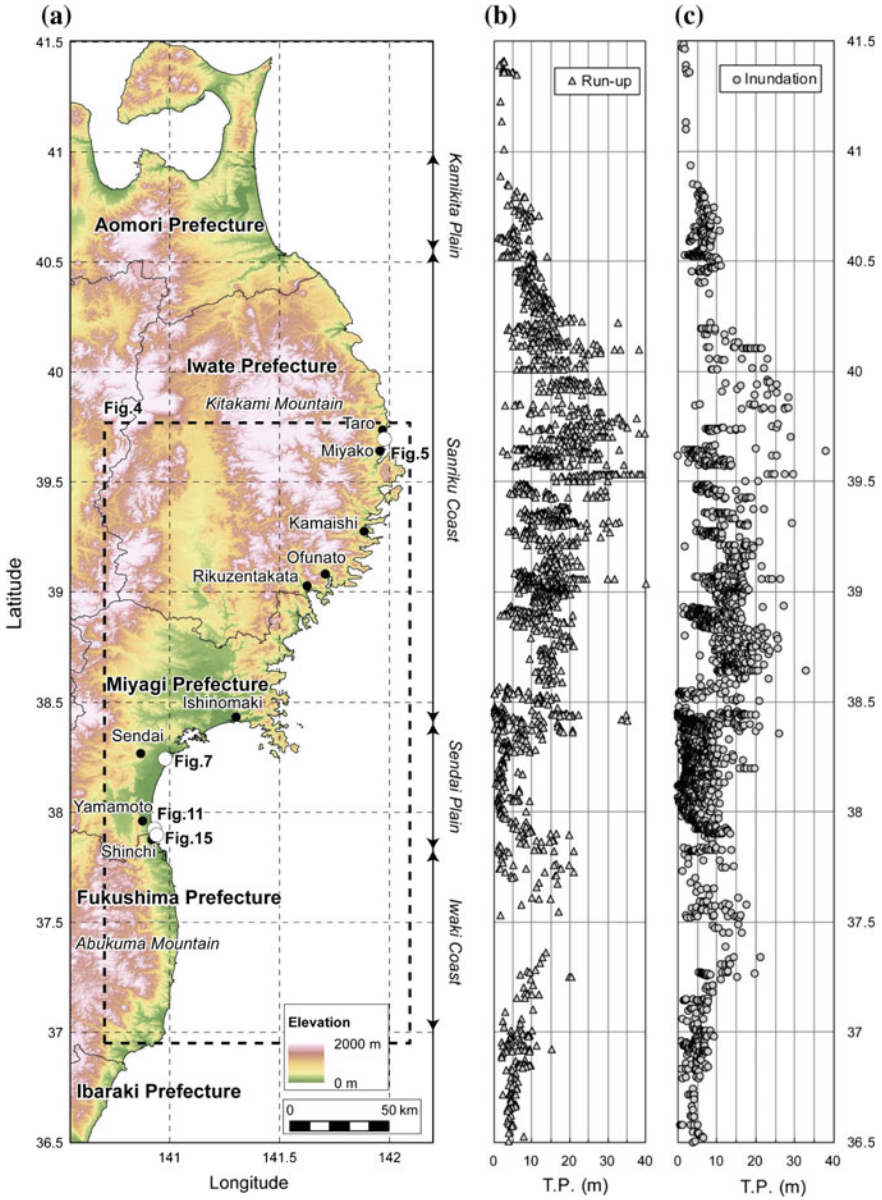 (a)
(b)
(c)
41.5
41
40.5
40
39.5
39
38.5
38
37.5
37
36.5
Latitude
Aomori Prefecture
Iwate Prefecture
Kitakami Mountain
Fig.4
Taro
Miyako
Fig.5
Kamaishi
Ofunato
Rikuzentakata
Miyagi Prefecture
Ishinomaki
Sendai
Fig.7
Yamamoto
Fig.11
Fig.15
Shinchi
Fukushima Prefecture
Abukuma Mountain
Ibaraki Prefecture
Elevation
2000 m
0 m
0 50 km
141 141.5 142
Longitude
Kamikita Plain
Sanriku Coast
Sendai Plain
Iwaki Coast
Run-up
0 10 20 30 40
T.P. (m)
Inundation
0 10 20 30 40
T.P. (m)
41.5
41
40.5
40
39.5
39
38.5
38
37.5
37
36.5